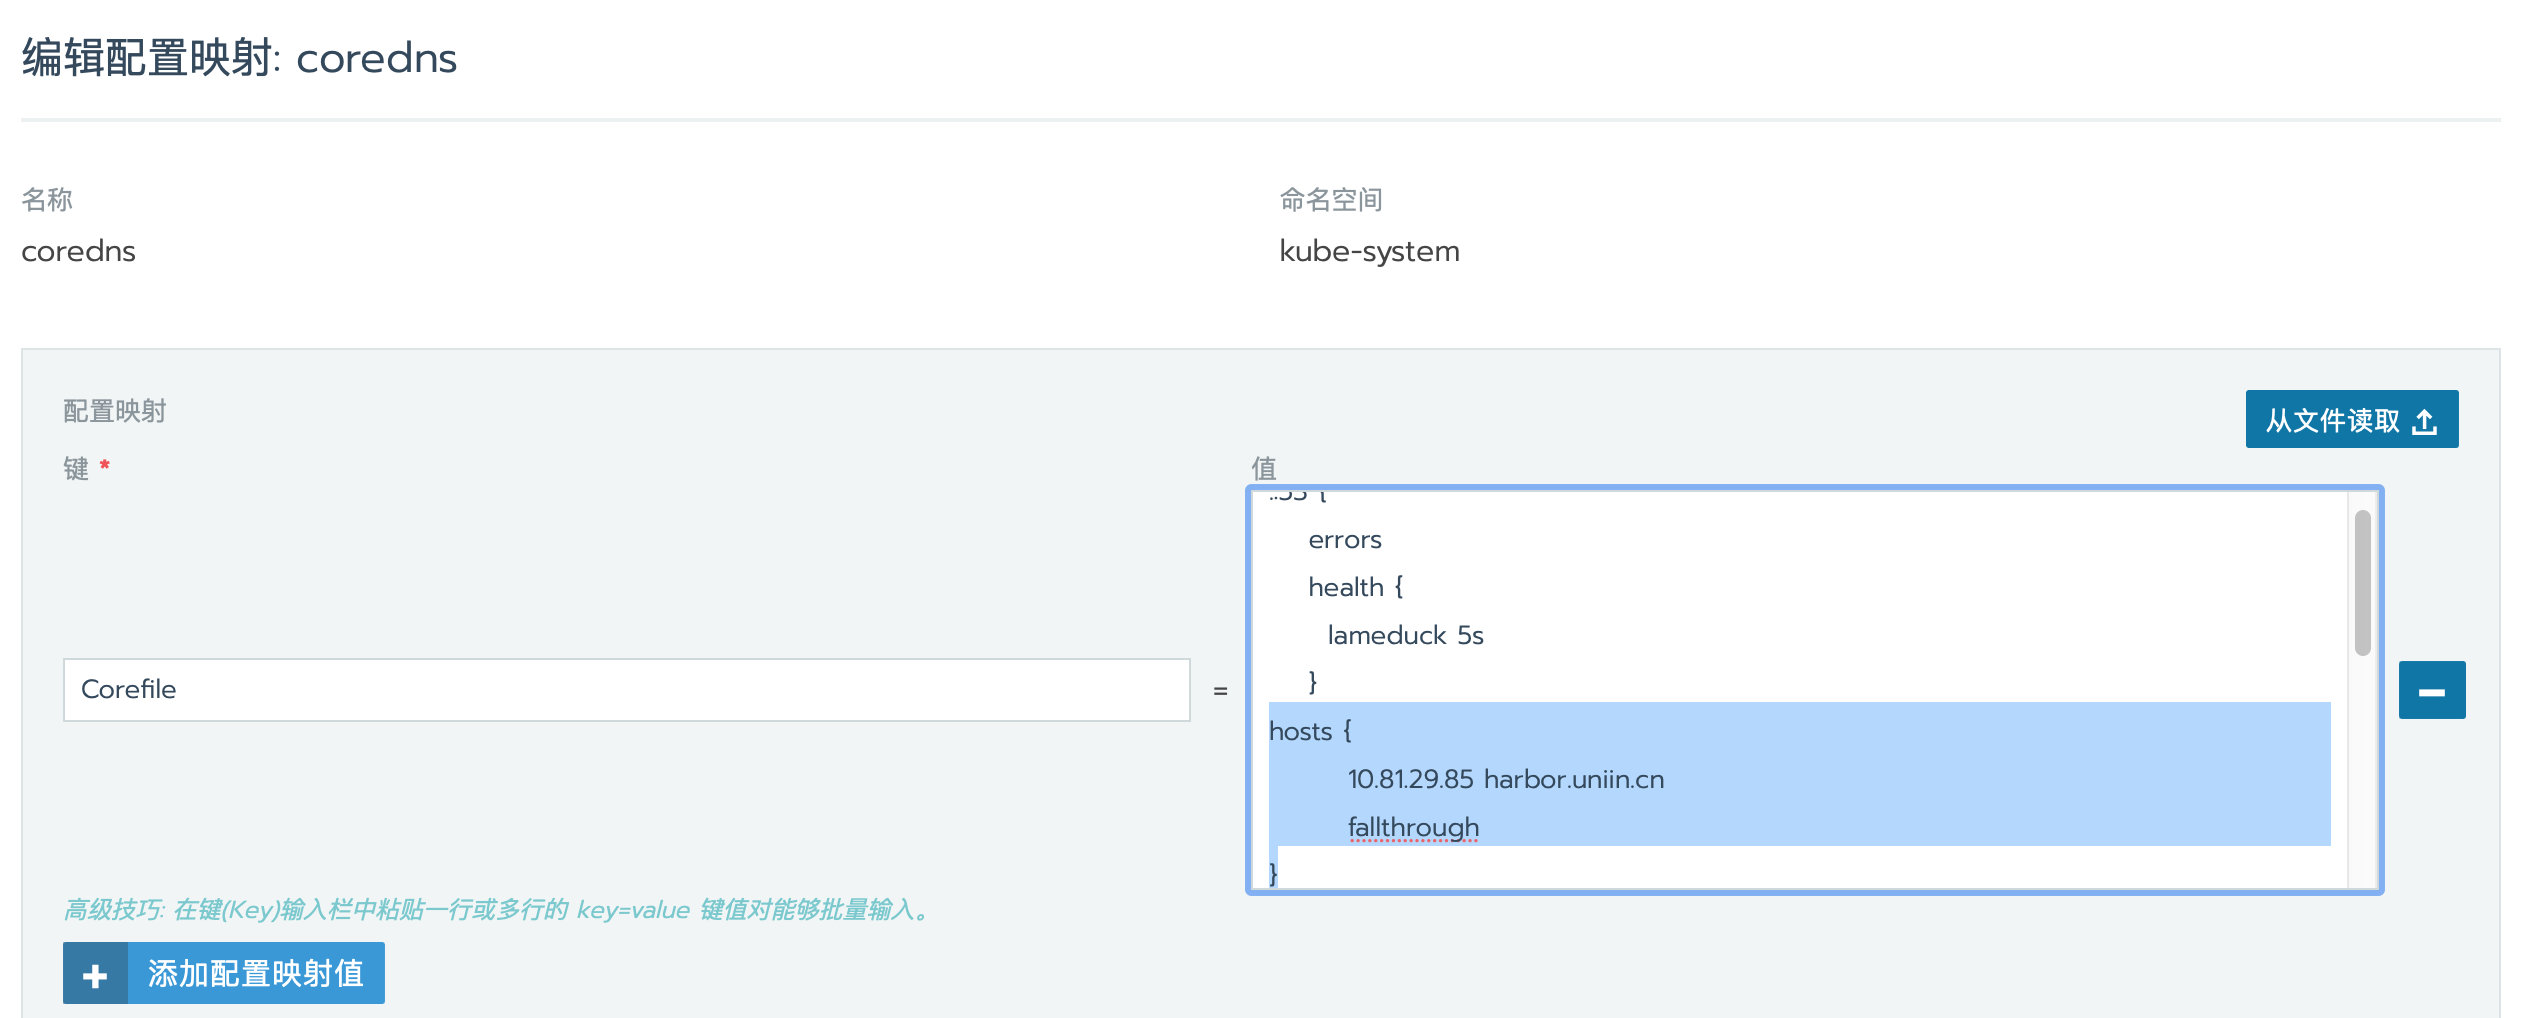 编辑配置映射: coredns
名称
命名空间
coredns
kube-system
配置映射
从文件读取
键 *
值
.:53 {
errors
health {
lameduck 5s
}
Corefile
=
hosts {
10.81.29.85 harbor.uniin.cn
fallthrough
}
高级技巧: 在键(Key)输入栏中粘贴一行或多行的 key=value 键值对能够批量输入。
添加配置映射值